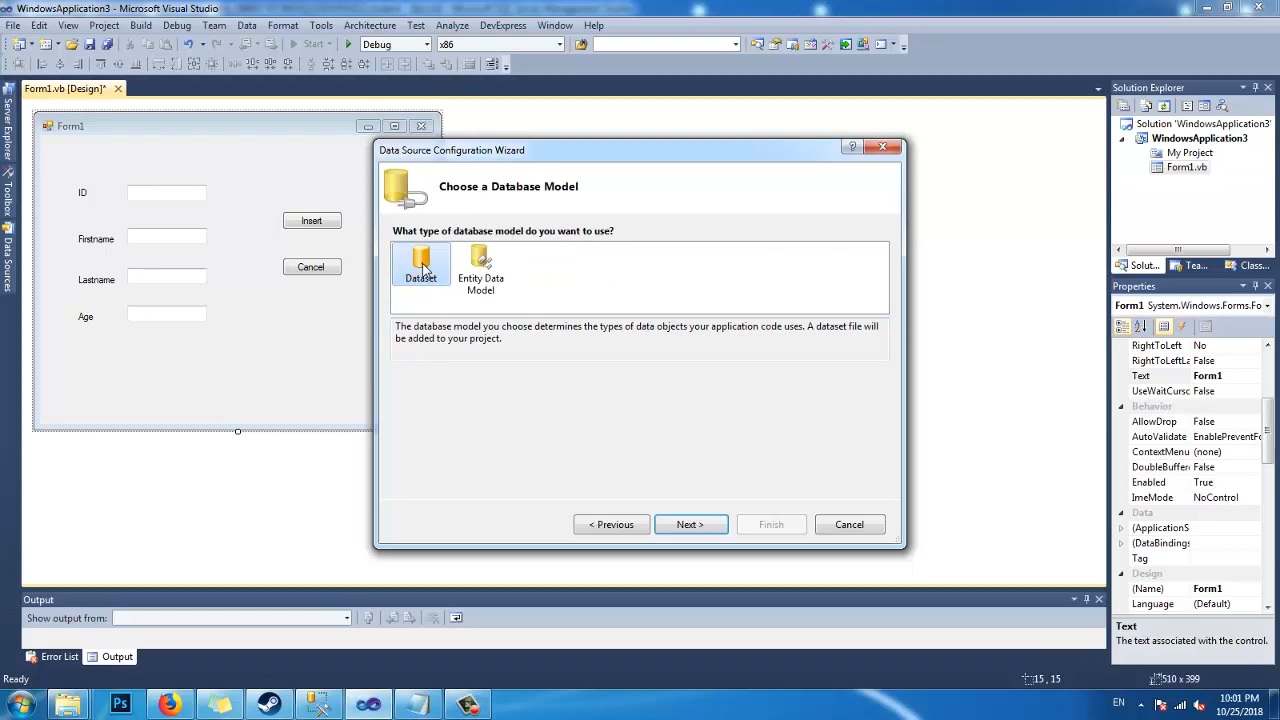 WindowsApplication3 - Microsoft Visual Studio
File Edit View Project Build Debug Team Data Format Tools Architecture Test Analyze DevExpress Window Help
Start Debug x86
Form1.vb [Design]*
Server Explorer
Toolbox
Data Sources
Form1
ID
Firstname
Lastname
Age
Insert
Cancel
Data Source Configuration Wizard
Choose a Database Model
What type of database model do you want to use?
Dataset
Entity Data
Model
The database model you choose determines the types of data objects your application code uses. A dataset file will
be added to your project.
< Previous Next > Finish Cancel
Solution Explorer
Solution 'WindowsApplication3'
WindowsApplication3
My Project
Form1.vb
Solut... Tea... Class...
Properties
Form1 System.Windows.Forms.Fo
RightToLeft No
RightToLeftLa False
Text Form1
UseWaitCurso False
Behavior
AllowDrop False
AutoValidate EnablePreventFo
ContextMenu (none)
DoubleBuffere False
Enabled True
ImeMode NoControl
Data
(ApplicationS
(DataBindings
Tag
Design
(Name) Form1
Language (Default)
Text
The text associated with the control.
Output
Show output from:
Error List Output
Ready
15 , 15
510 x 399
Ps
EN
10:01 PM
10/25/2018